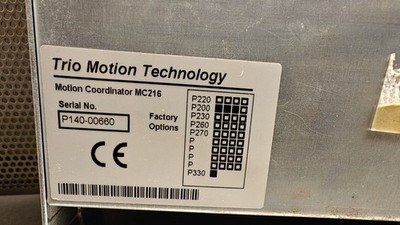 Trio Motion Technology
Motion Coordinator MC216
Serial No.
P140-00660
Factory
Options
P220
P200
P230
P260
P270
P
P
P
P330
CE